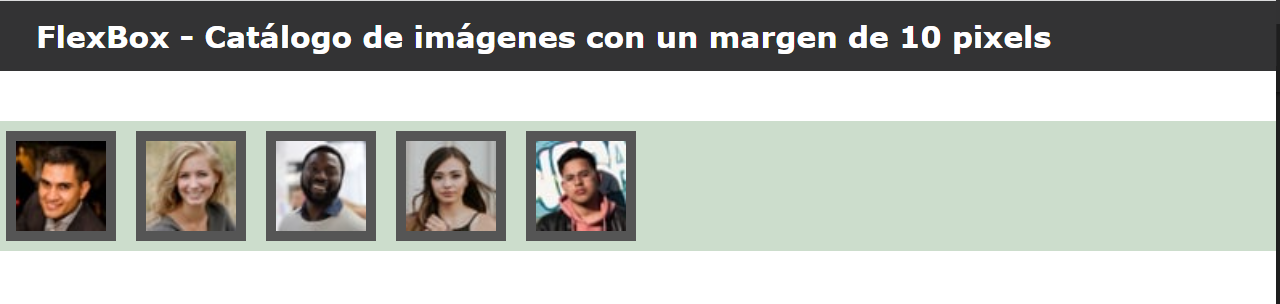 FlexBox - Catálogo de imágenes con un margen de 10 pixels